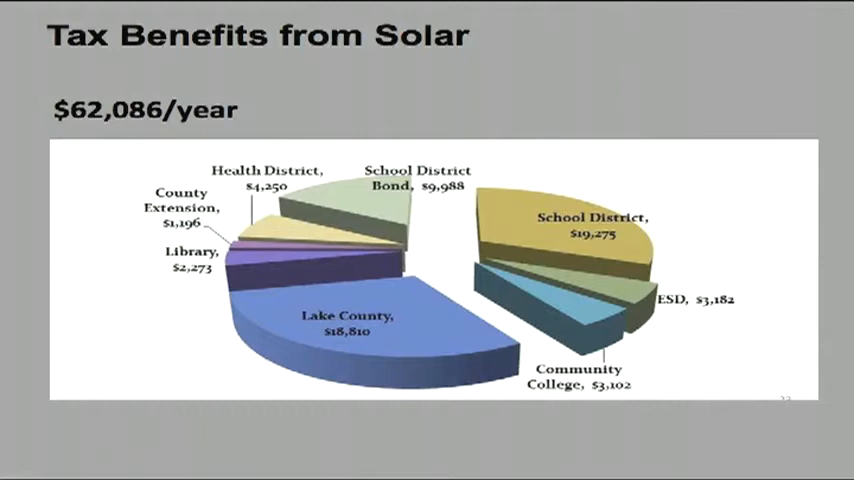 Tax Benefits from Solar
$62,086/year
Health District,
$4,250
School District
Bond, $9,988
County
Extension,
$1,196
School District,
$19,275
Library,
$2,273
ESD, $3,182
Lake County,
$18,810
Community
College, $3,102